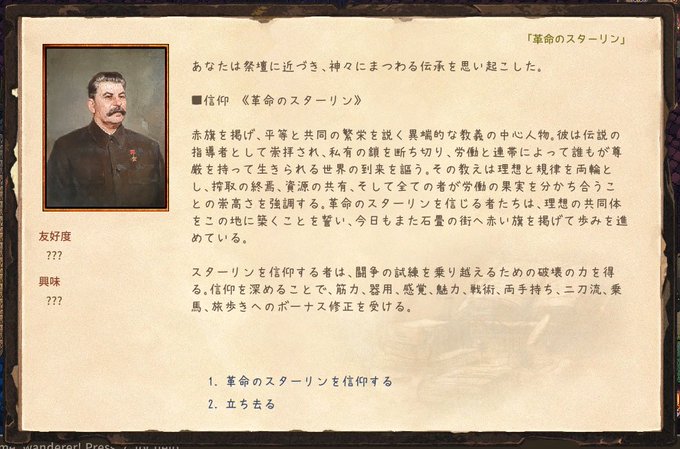 「革命のスターリン」
あなたは祭壇に近づき、神々にまつわる伝承を思い起こした。
■信仰 《革命のスターリン》
赤旗を掲げ、平等と共同の繁栄を説く異端的な教義の中心人物。彼は伝説の
指導者として崇拝され、私有の鎖を断ち切り、労働と連帯によって誰もが尊
厳を持って生きられる世界の到来を謳う。その教えは理想と規律を両輪と
し、搾取の終焉、資源の共有、そして全ての者が労働の果実を分かち合うこ
との崇高さを強調する。革命のスターリンを信じる者たちは、理想の共同体
をこの地に築くことを誓い、今日もまた石畳の街へ赤い旗を掲げて歩みを進
めている。
友好度
???
興味
???
スターリンを信仰する者は、闘争の試練を乗り越えるための破壊の力を得
る。信仰を深めることで、筋力、器用、感覚、魅力、戦術、両手持ち、二刀流、乗
馬、旅歩きへのボーナス修正を受ける。
1. 革命のスターリンを信仰する
2. 立ち去る
wanderer! Press